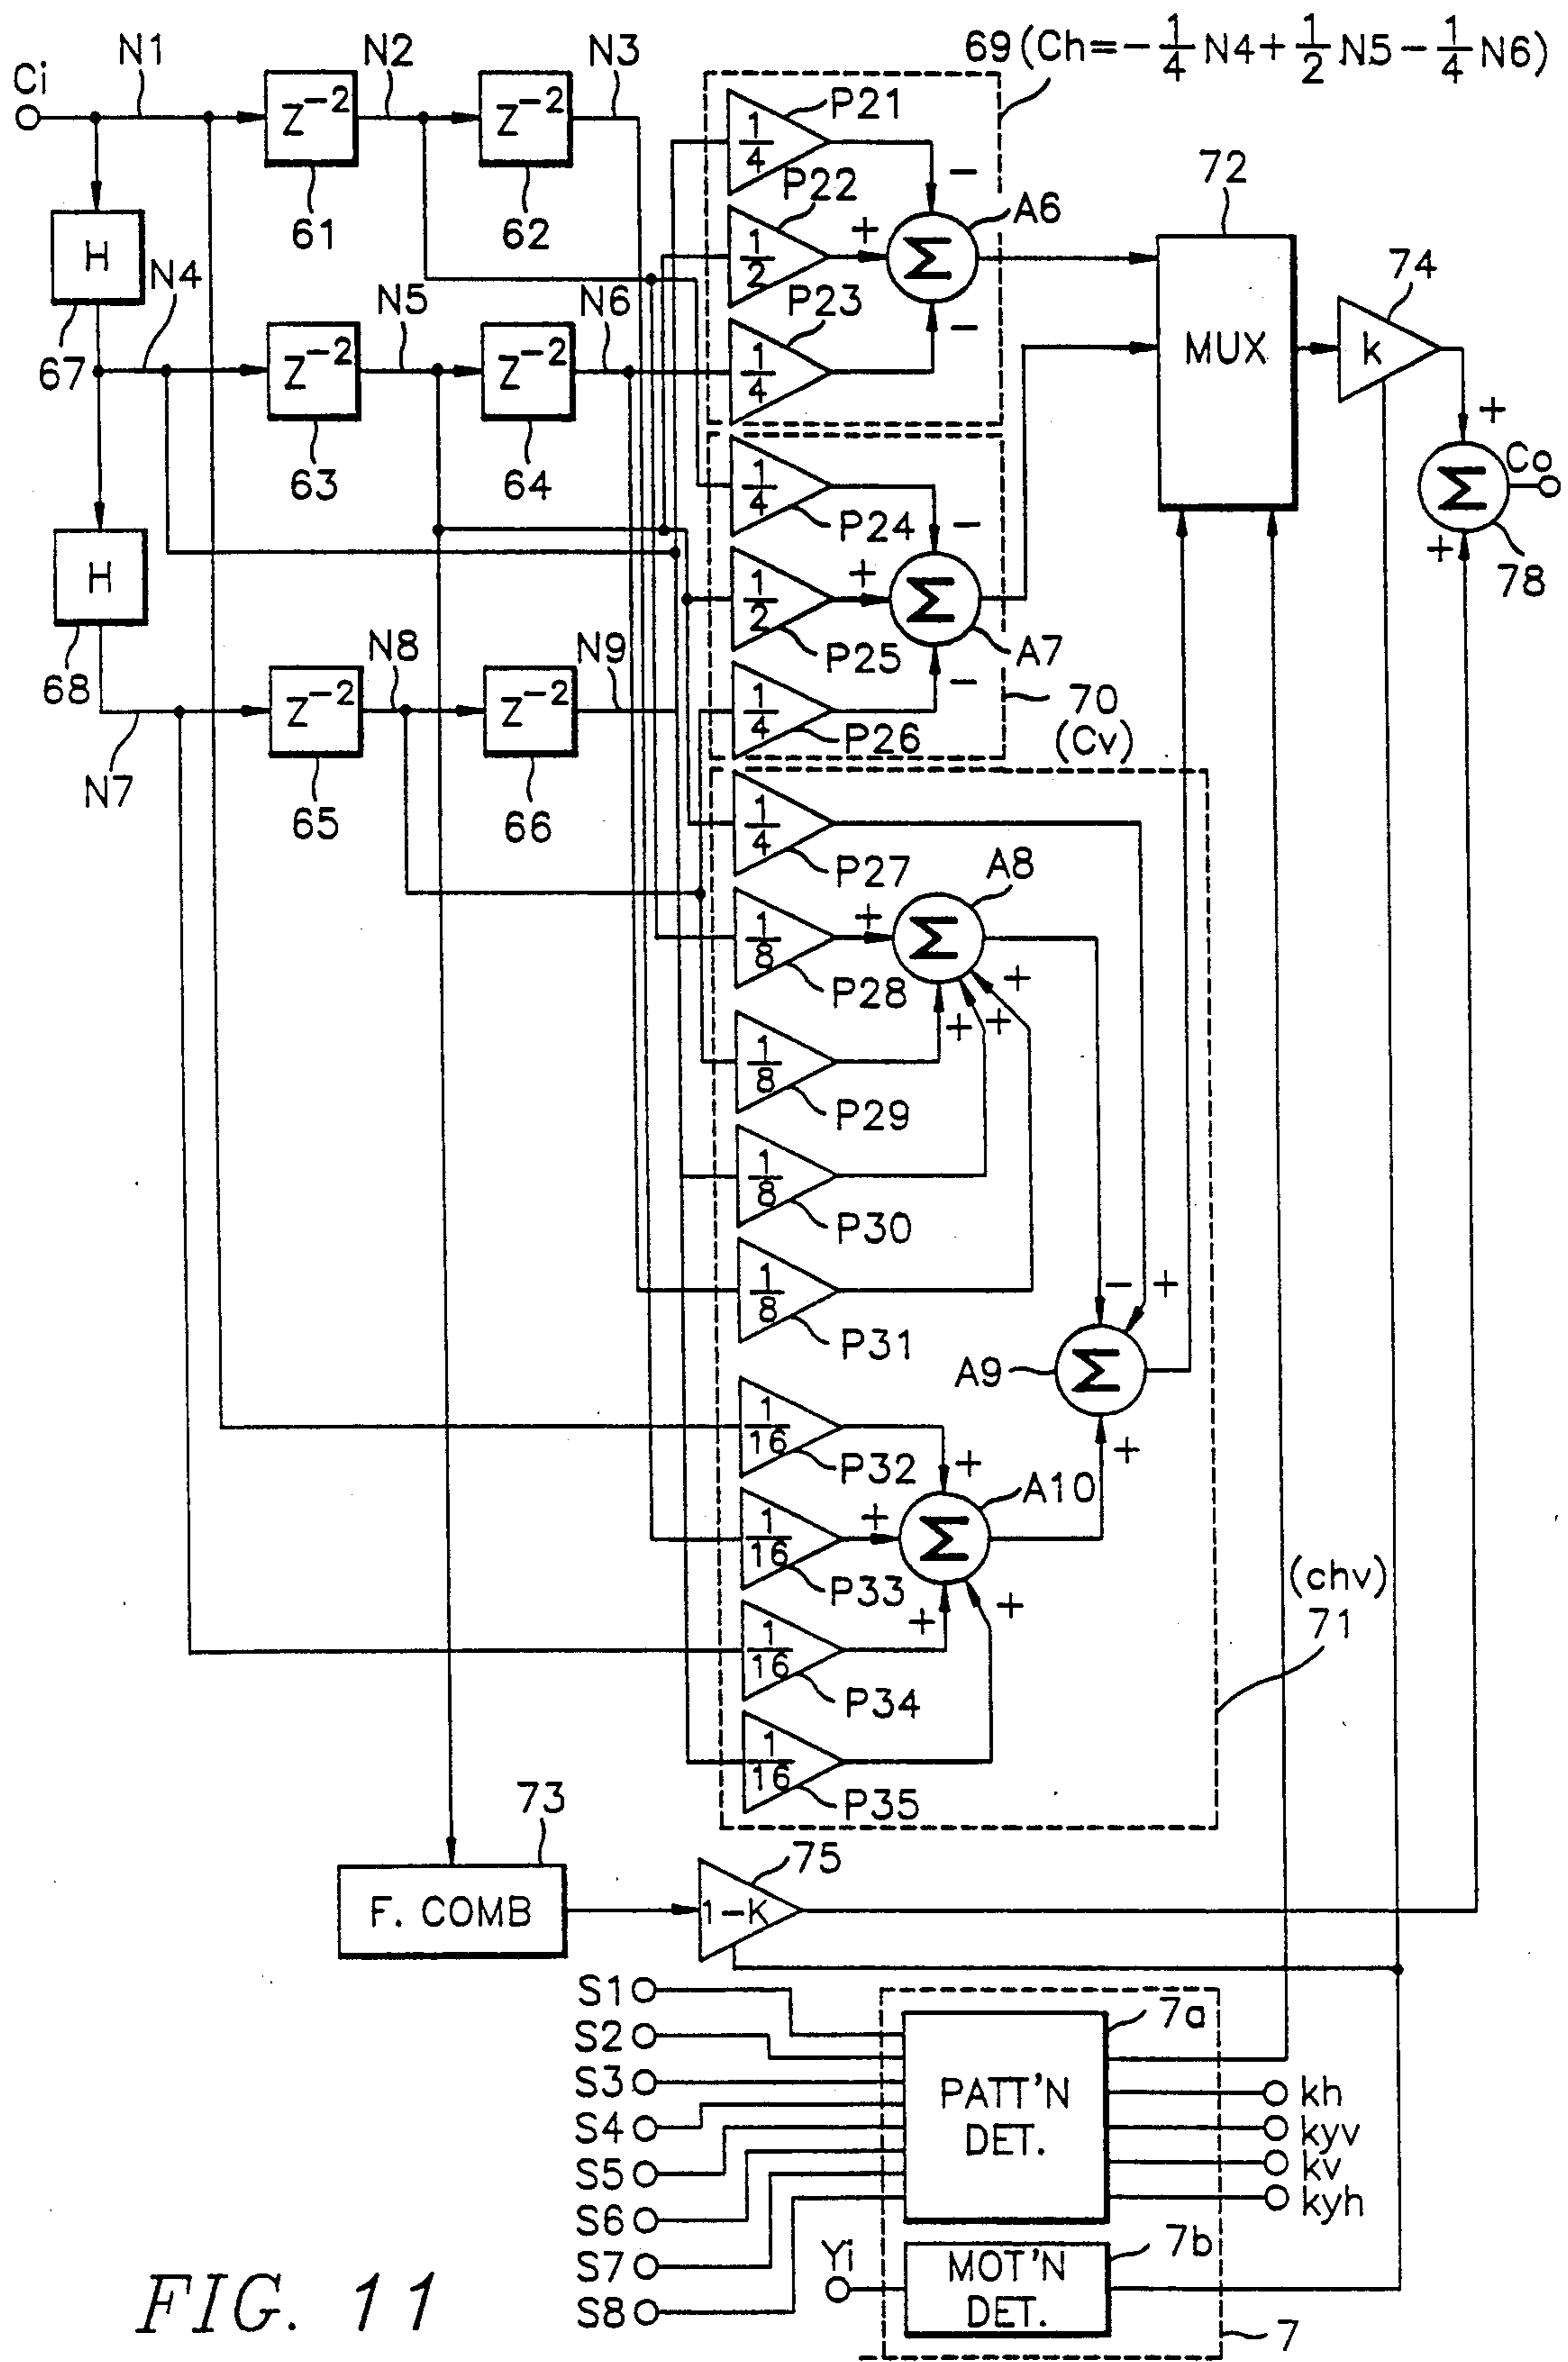 69(Ch=-1/4 N4+1/2 N5-1/4 N6)
Ci N1 N2 N3
Z⁻² Z⁻² 1/4 P21
61 62 − 72
H 1/2 P22 + Σ A6
67 N4 N5 N6 1/4 P23 − MUX 74
Z⁻² Z⁻² k
63 64 +
1/4 P24 − Σ Co
H 1/2 + Σ + 78
68 N8 N9 P25 A7
Z⁻² Z⁻² 1/4 − 70
N7 65 66 P26 (Cv)
1/4 P27 A8
1/8 + Σ
P28 + + +
1/8 P29
1/8 P30
1/8 − +
P31 A9 Σ
1/16 P32 + +
1/16 + Σ A10
P33 + + (chv)
1/16 P34 71
1/16 P35
73 75
F. COMB 1−K
S1 7a
S2
S3 PATT'N kh
S4 DET. kyv
S5 kv
S6 kyh
S7 Yi MOT'N 7b
S8 DET. 7
FIG. 11